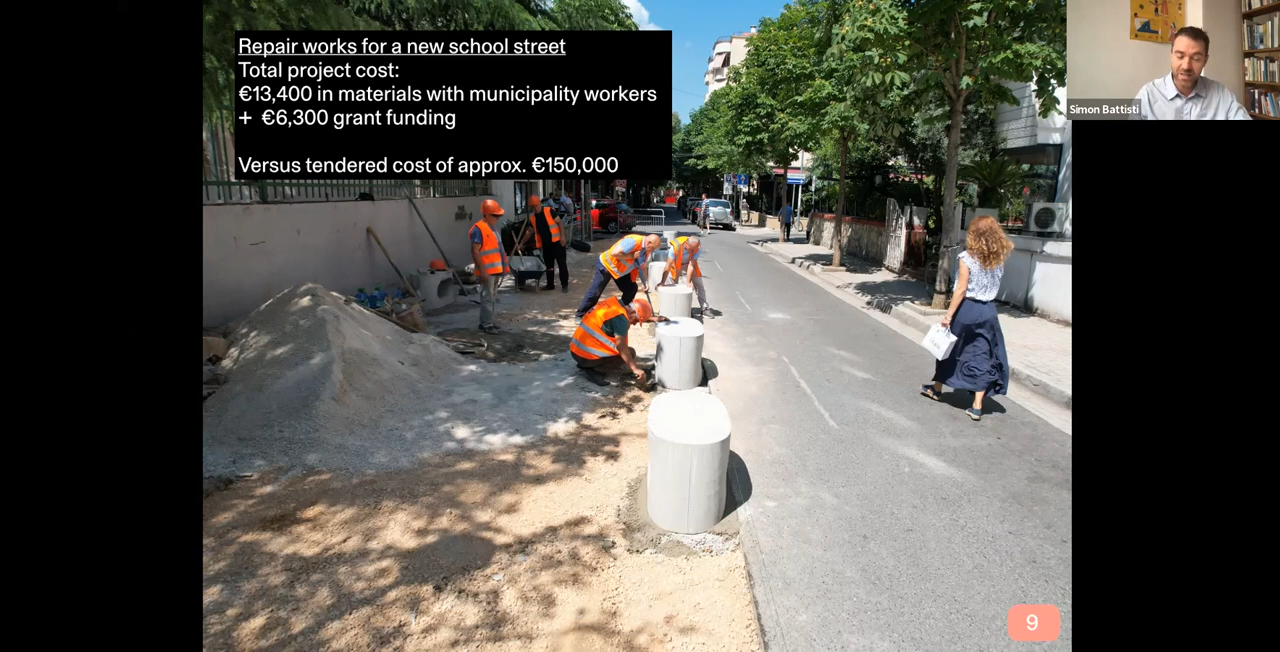 Repair works for a new school street
Total project cost:
€13,400 in materials with municipality workers
+ €6,300 grant funding
Versus tendered cost of approx. €150,000
Simon Battisti
9